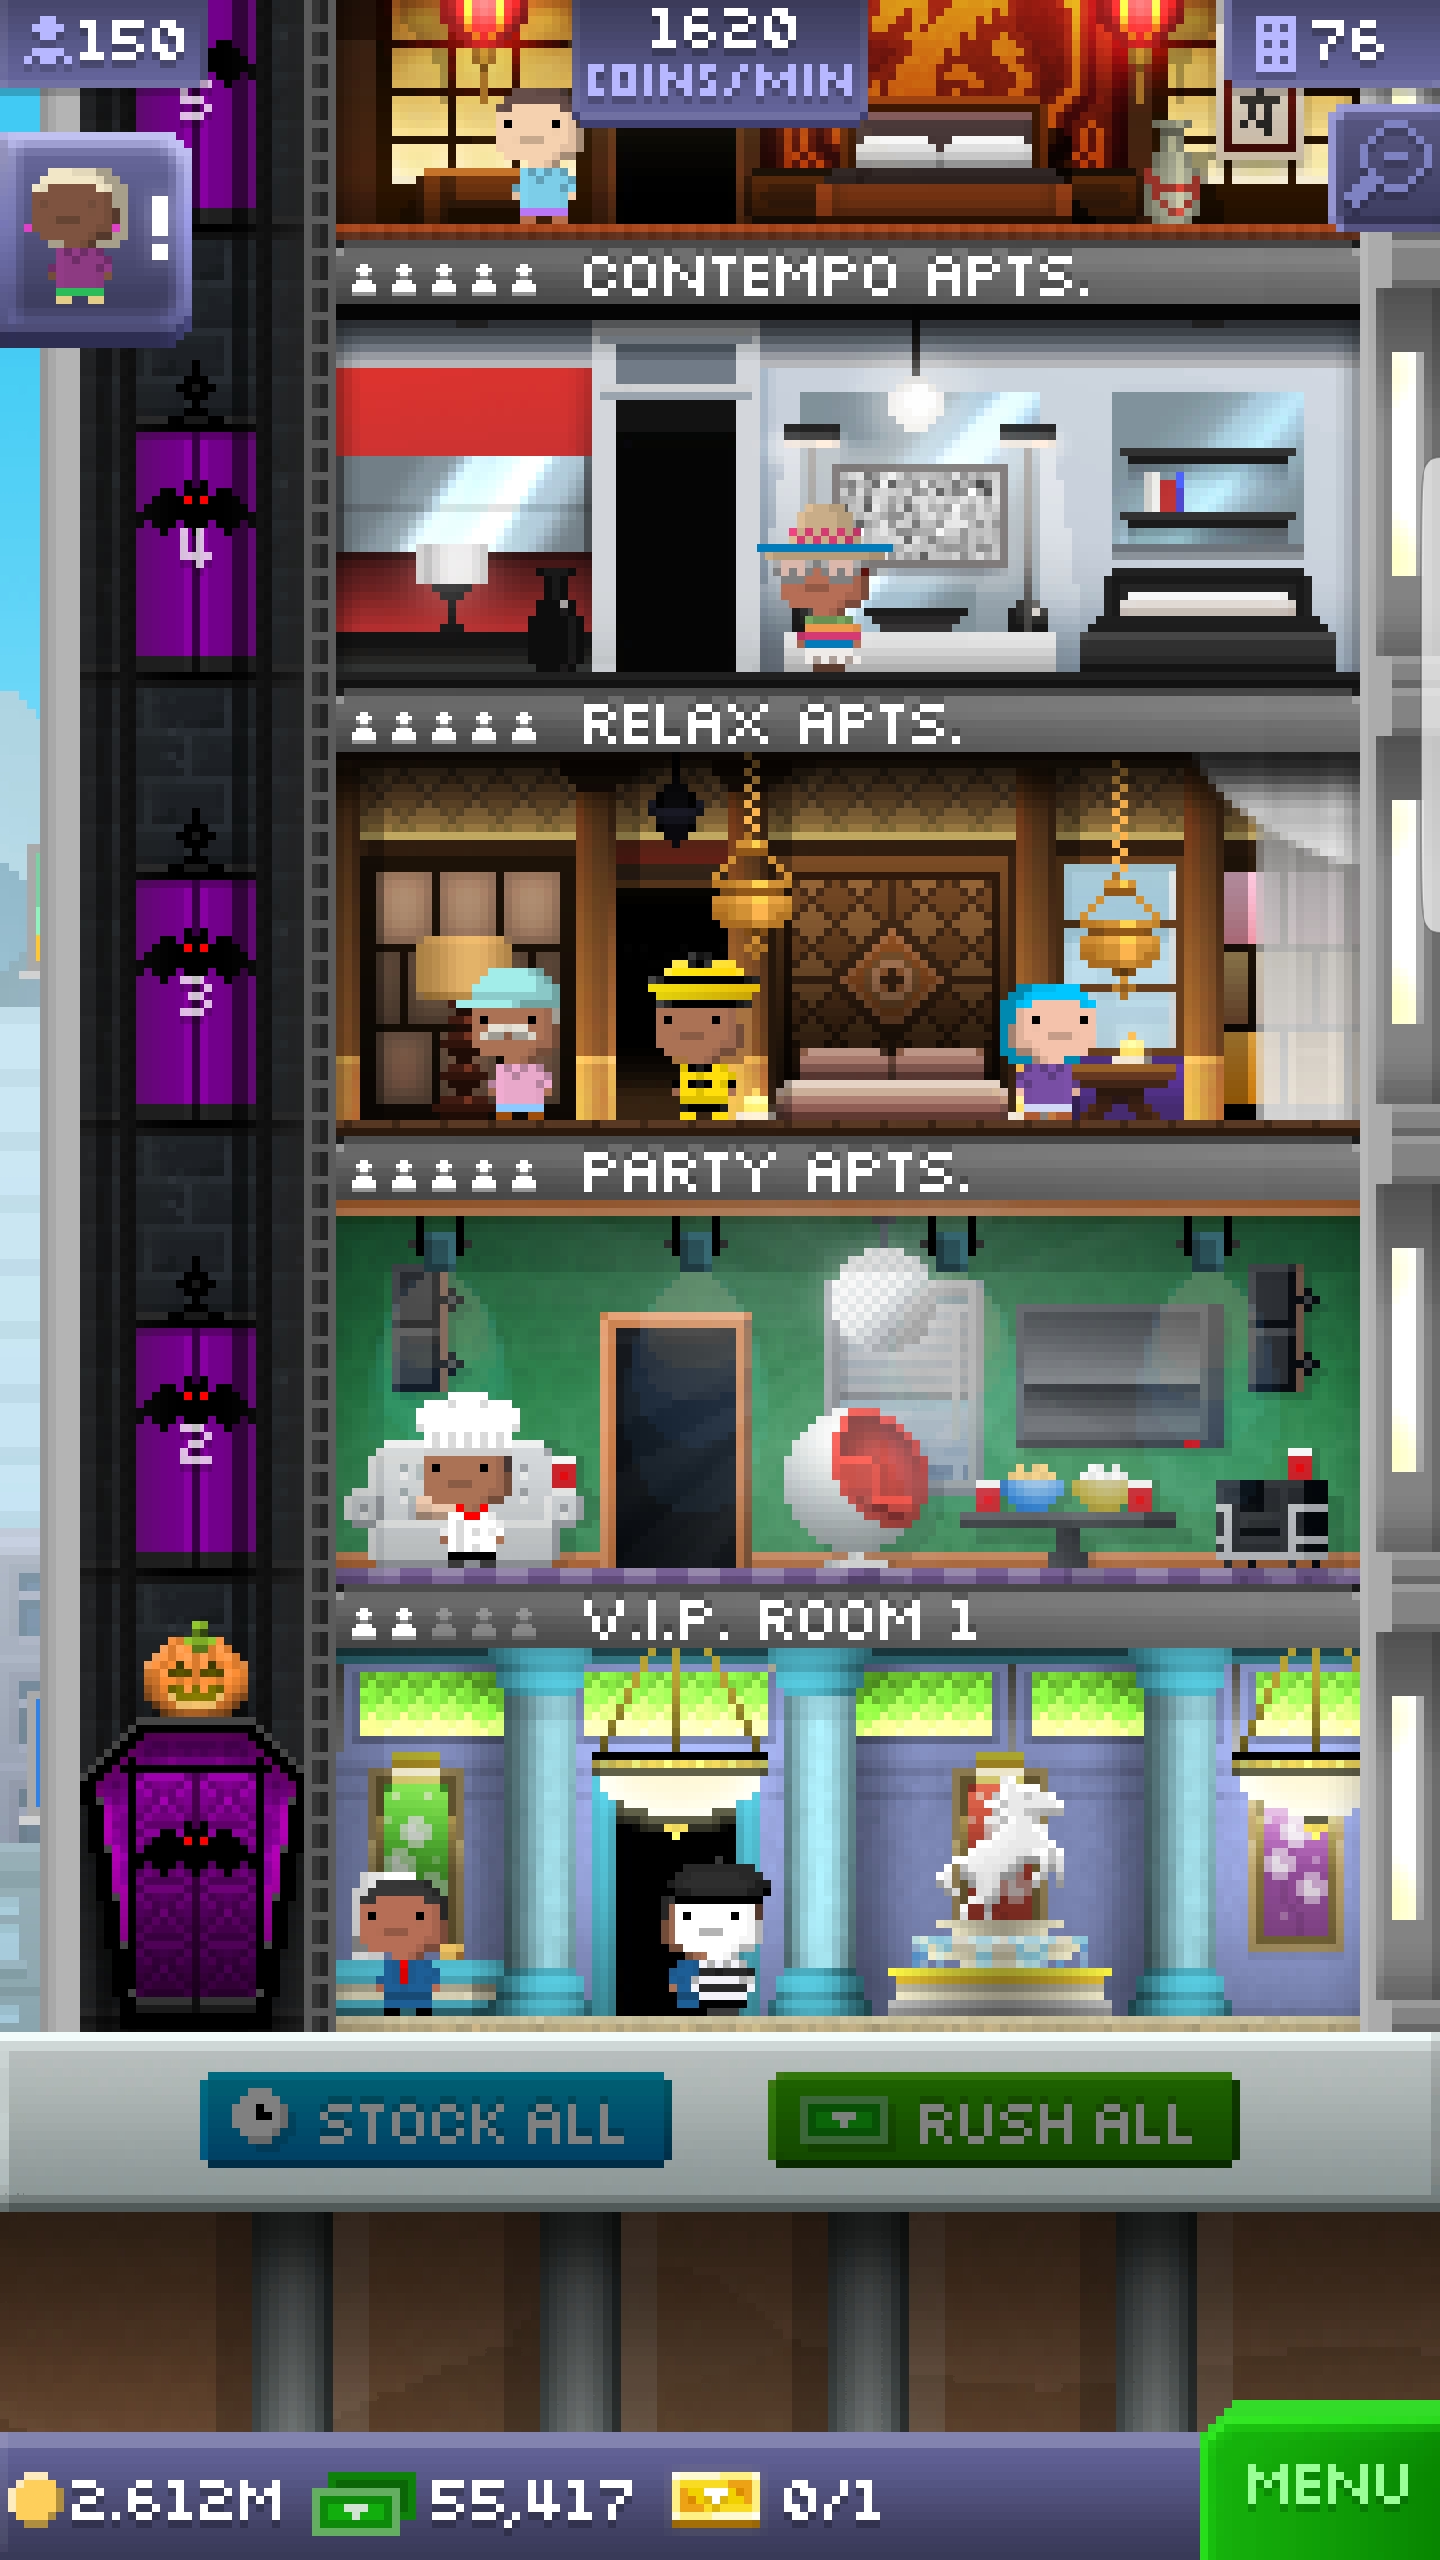 150
1620
COINS/MIN
76
5
!
CONTEMPO APTS.
4
RELAX APTS.
3
PARTY APTS.
2
V.I.P. ROOM 1
STOCK ALL
RUSH ALL
2.612M
55,417
0/1
MENU